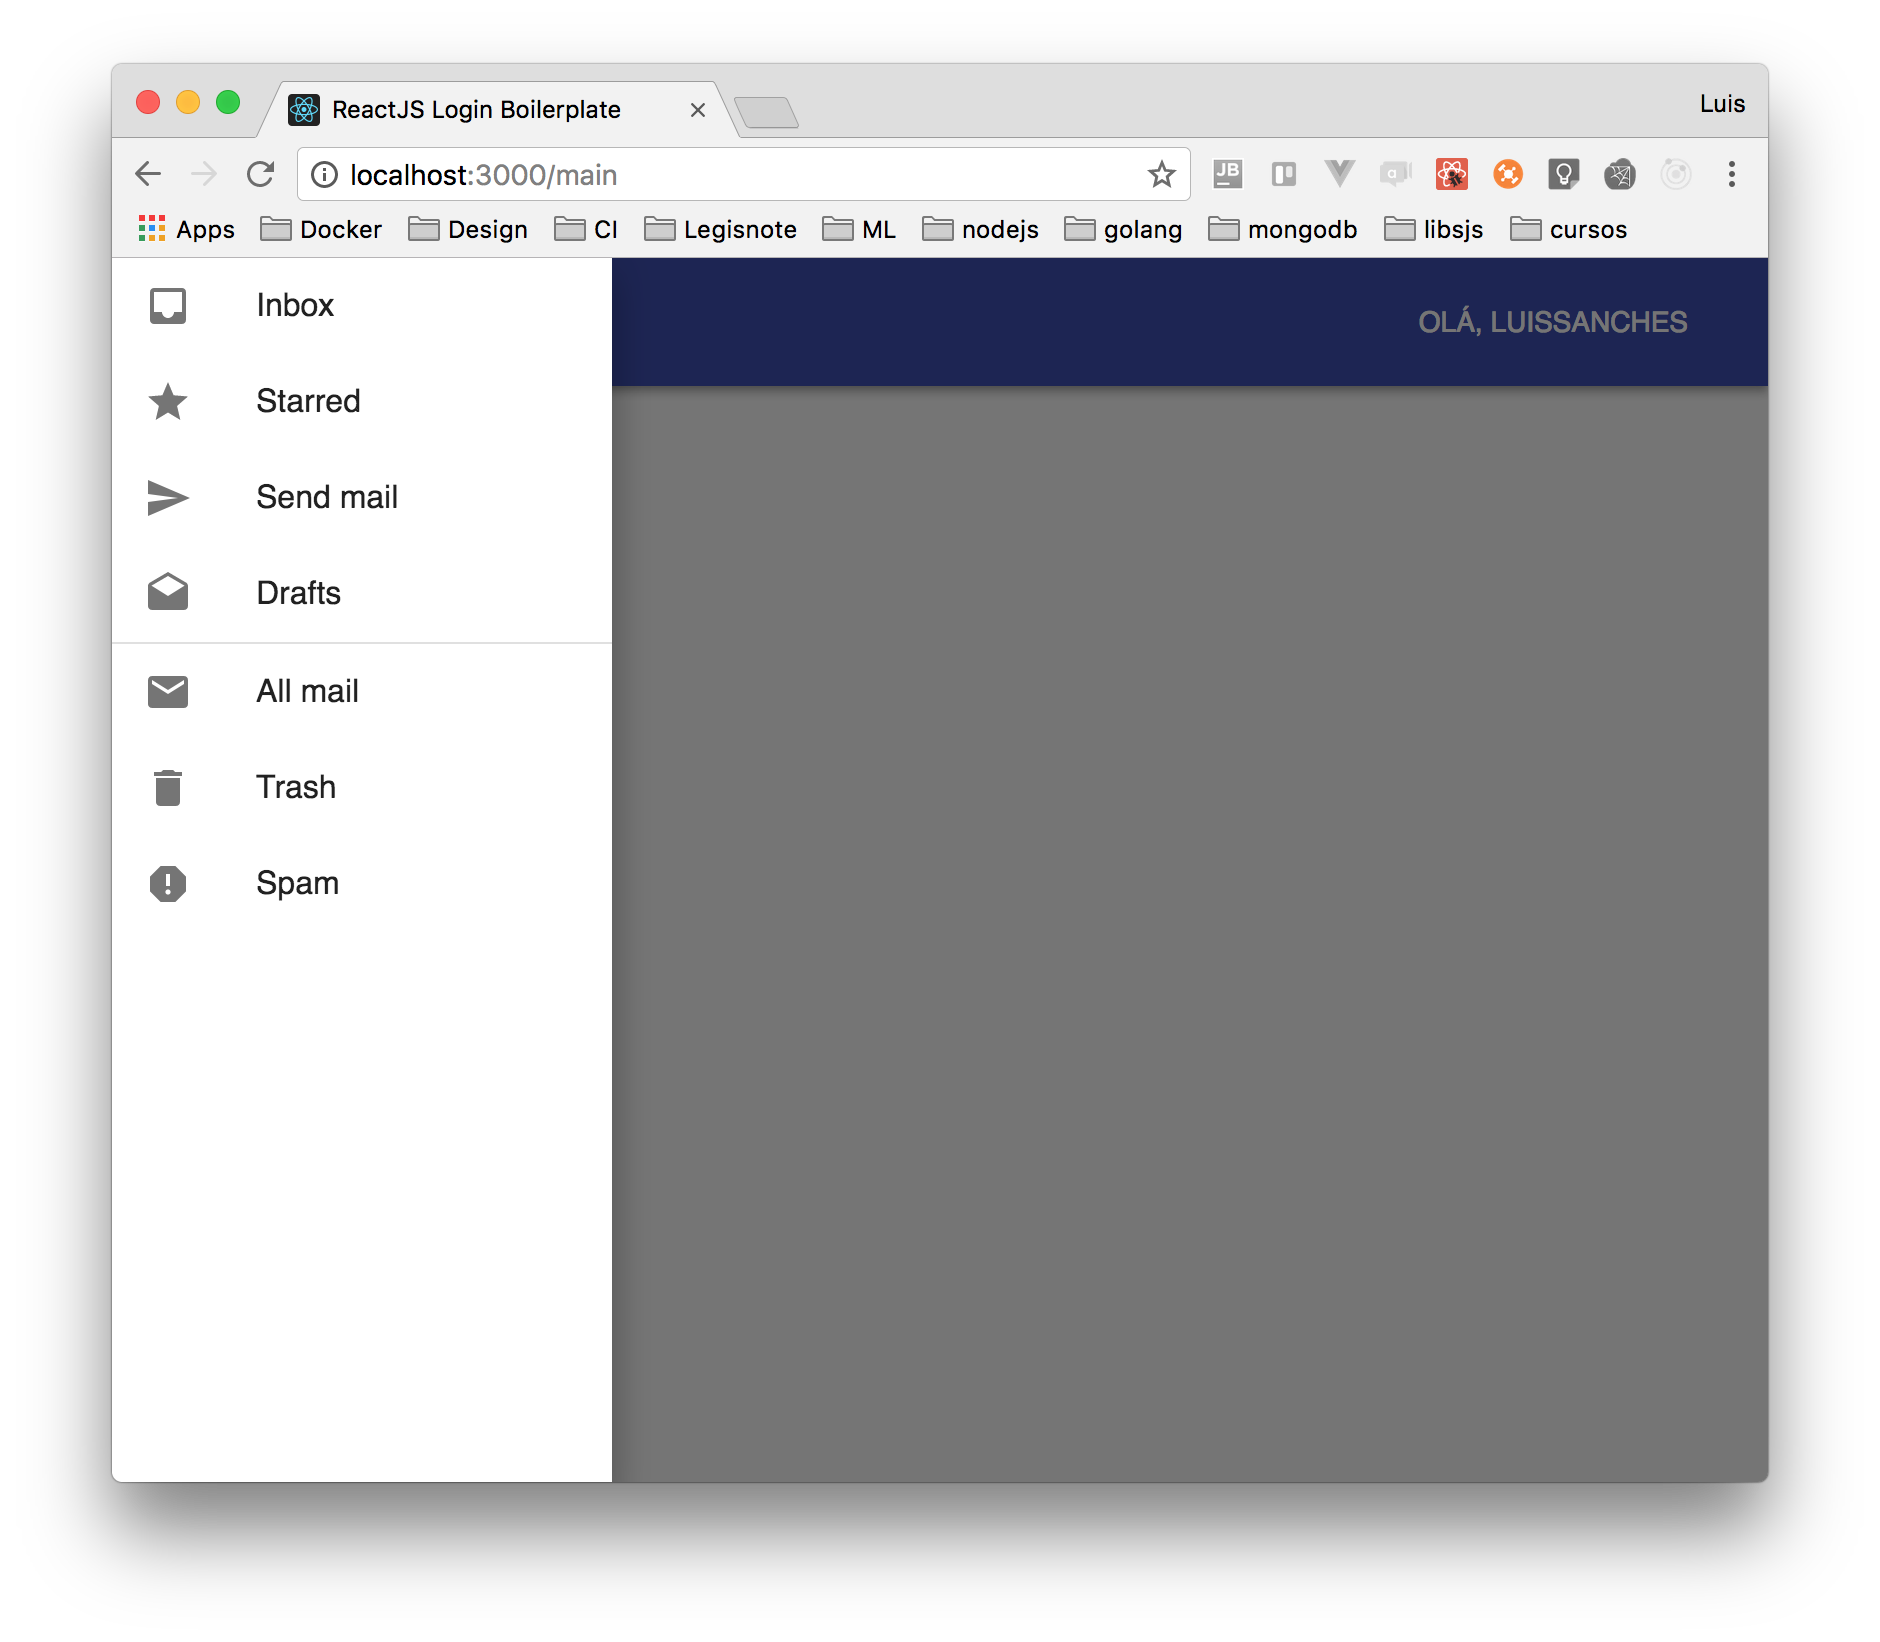 ReactJS Login Boilerplate
Luis
localhost:3000/main
JB
a
Apps Docker Design CI Legisnote ML nodejs golang mongodb libsjs cursos
Inbox
OLÁ, LUISSANCHES
Starred
Send mail
Drafts
All mail
Trash
Spam